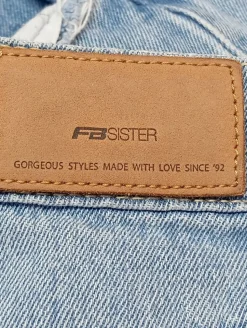 FBSISTER
GORGEOUS STYLES MADE WITH LOVE SINCE '92